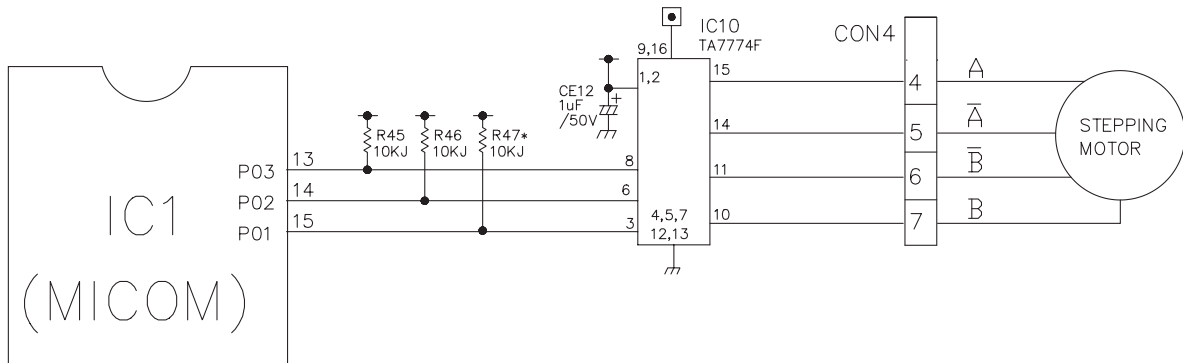 IC10
TA7774F
9,16
1,2
CE12
1uF
/50V
+
CON4
15
4
A
14
5
A̅
11
6
B̅
10
7
B
STEPPING
MOTOR
R45
10KJ
R46
10KJ
R47*
10KJ
P03
13
8
P02
14
6
P01
15
3
4,5,7
12,13
IC1
(MICOM)